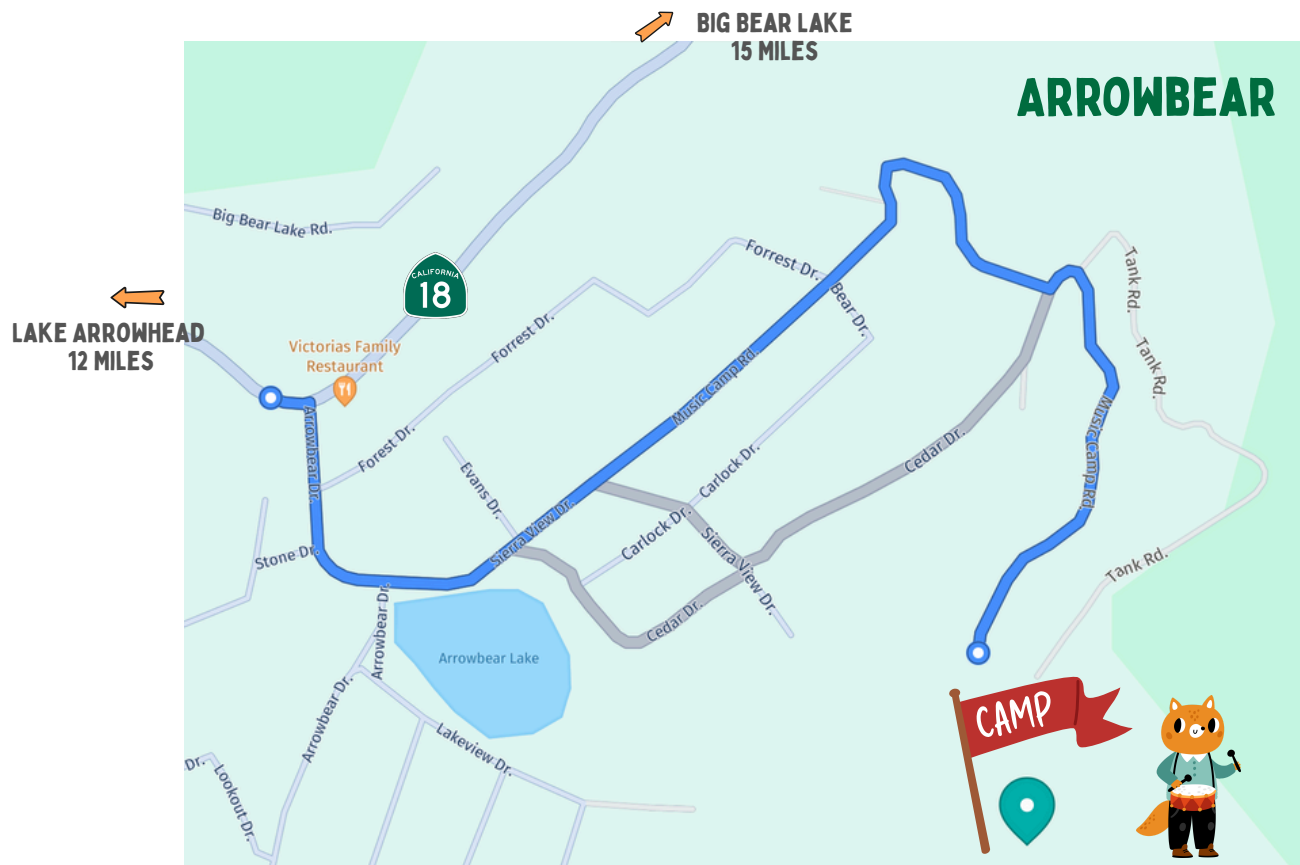 BIG BEAR LAKE
15 MILES
ARROWBEAR
Big Bear Lake Rd.
CALIFORNIA
18
LAKE ARROWHEAD
12 MILES
Victorias Family
Restaurant
Forrest Dr.
Bear Dr.
Tank Rd.
Forrest Dr.
Tank Rd.
Music Camp Rd.
Arrowbear Dr.
Forest Dr.
Evans Dr.
Carlock Dr.
Cedar Dr.
Music Camp Rd.
Sierra View Dr.
Carlock Dr.
Sierra View Dr.
Stone Dr.
Tank Rd.
Arrowbear Dr.
Cedar Dr.
Arrowbear Lake
Arrowbear Dr.
Lakeview Dr.
Dr.
Lookout Dr.
CAMP